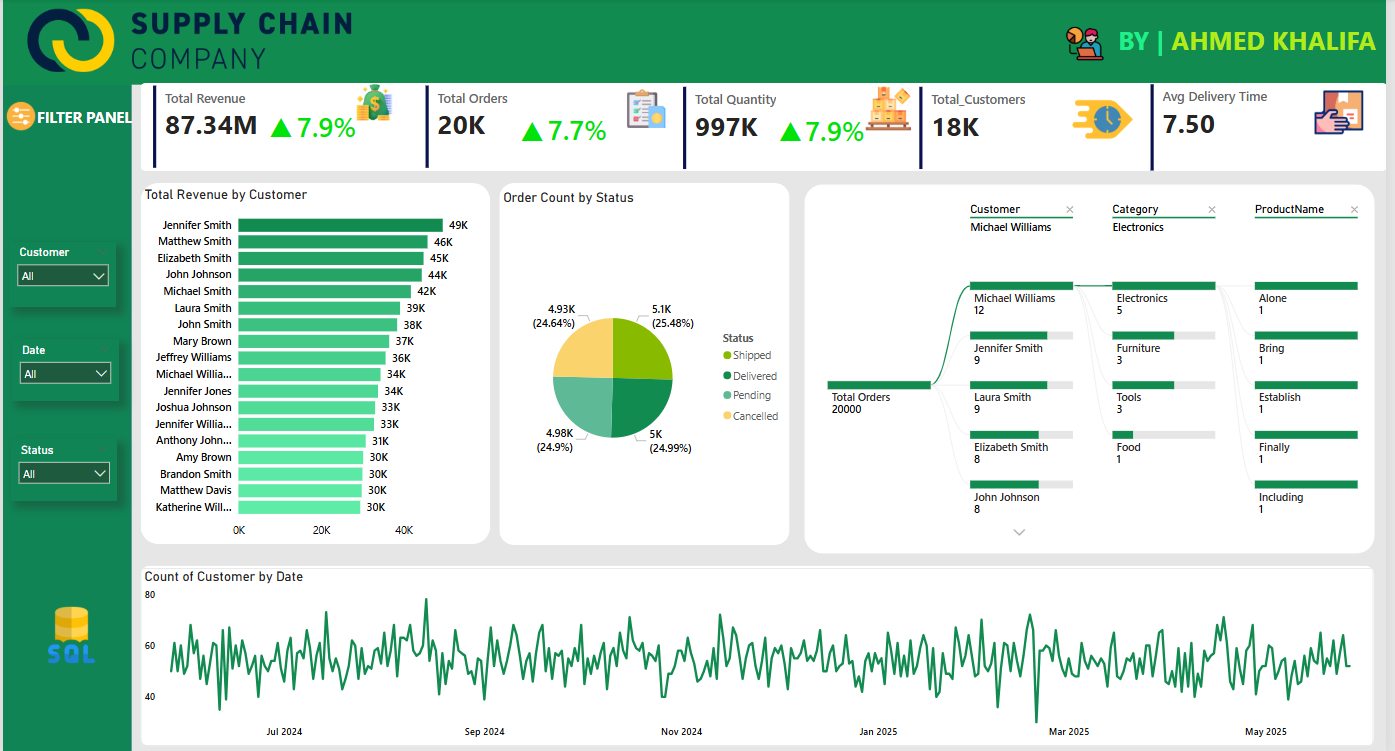 SUPPLY CHAIN
COMPANY
BY | AHMED KHALIFA
FILTER PANEL
Customer
All
Date
All
Status
All
SQL
Total Revenue
87.34M ▲ 7.9%
Total Orders
20K ▲ 7.7%
Total Quantity
997K ▲ 7.9%
Total_Customers
18K
Avg Delivery Time
7.50
Total Revenue by Customer
Jennifer Smith 49K
Matthew Smith 46K
Elizabeth Smith 45K
John Johnson 44K
Michael Smith 42K
Laura Smith 39K
John Smith 38K
Mary Brown 37K
Jeffrey Williams 36K
Michael Willia... 34K
Jennifer Jones 34K
Joshua Johnson 33K
Jennifer Willia... 33K
Anthony John... 31K
Amy Brown 30K
Brandon Smith 30K
Matthew Davis 30K
Katherine Will... 30K
0K 20K 40K
Order Count by Status
4.93K
(24.64%)
5.1K
(25.48%)
4.98K
(24.9%)
5K
(24.99%)
Status
Shipped
Delivered
Pending
Cancelled
Customer
Michael Williams
Category
Electronics
ProductName
Total Orders
20000
Michael Williams
12
Jennifer Smith
9
Laura Smith
9
Elizabeth Smith
8
John Johnson
8
Electronics
5
Furniture
3
Tools
3
Food
1
Alone
1
Bring
1
Establish
1
Finally
1
Including
1
Count of Customer by Date
80
60
40
Jul 2024 Sep 2024 Nov 2024 Jan 2025 Mar 2025 May 2025